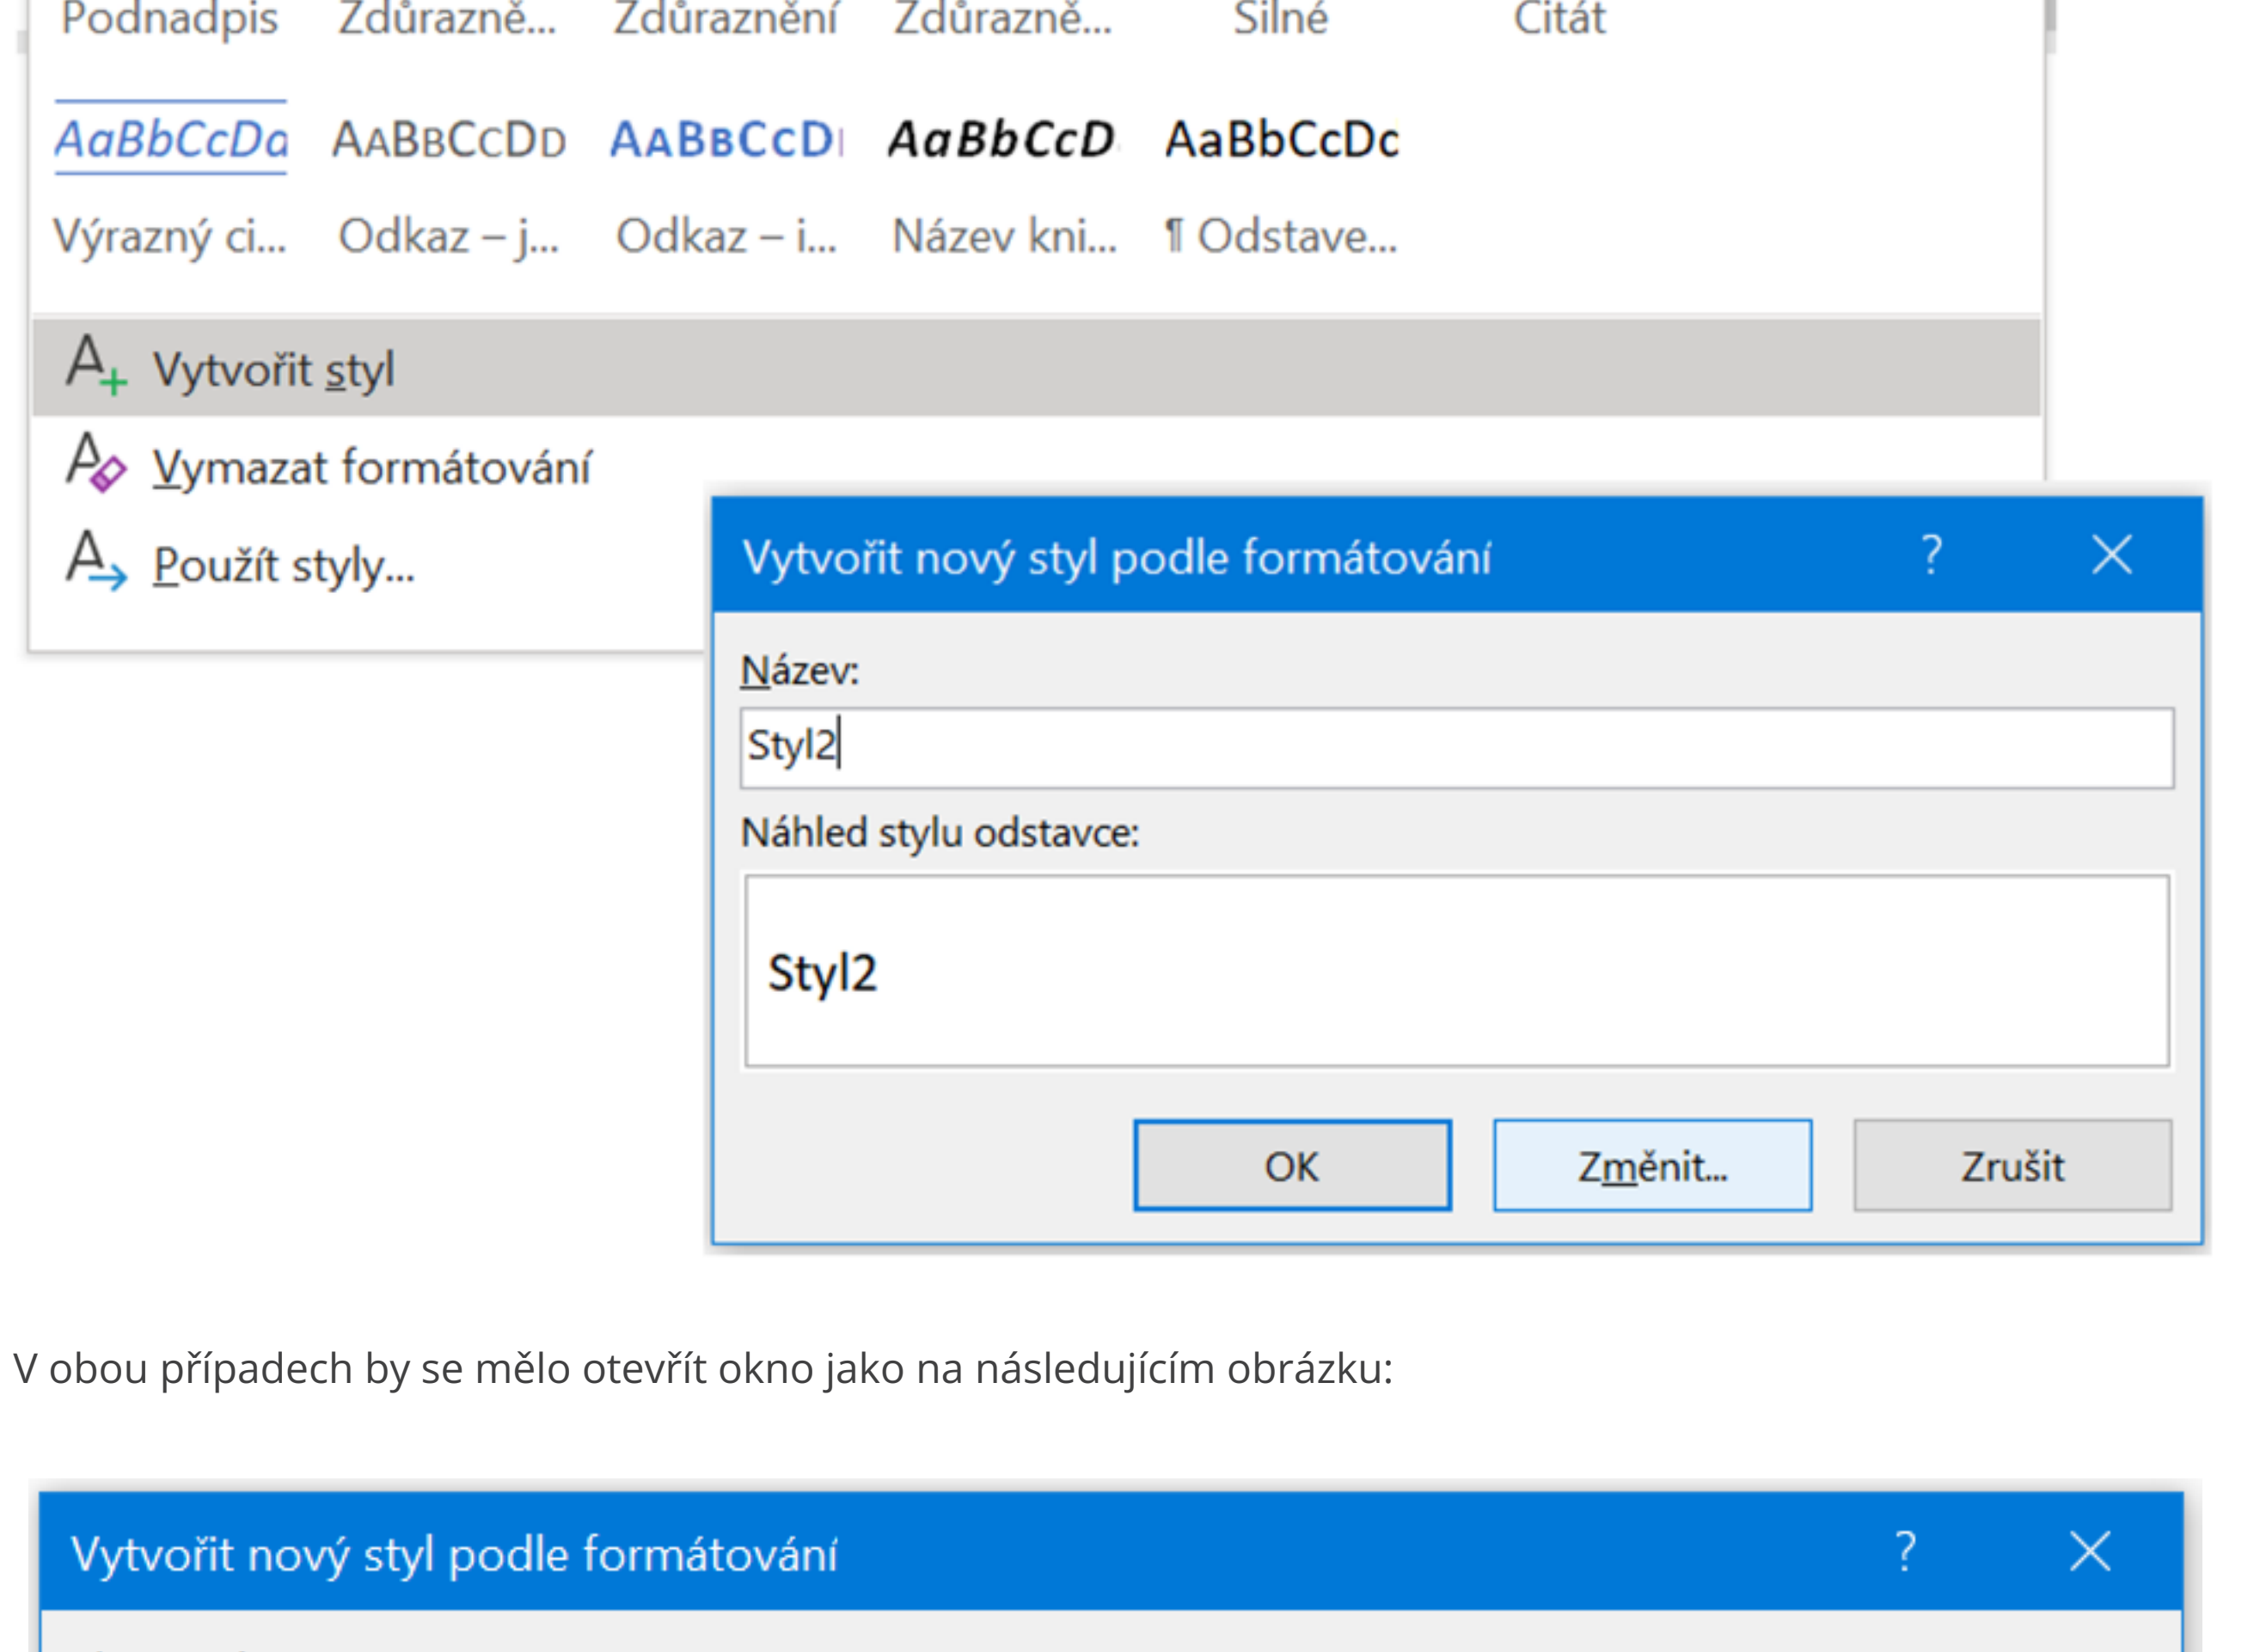 Podnadpis Zdůrazně... Zdůraznění Zdůrazně... Silné Citát
AaBbCcDd AaBbCcDd AaBbCcD AaBbCcD AaBbCcDc
Výrazný ci... Odkaz – j... Odkaz – i... Název kni... ¶ Odstave...
Vytvořit styl
Vymazat formátování
Použít styly...
Vytvořit nový styl podle formátování ?
Název:
Styl2
Náhled stylu odstavce:
Styl2
OK Změnit... Zrušit
V obou případech by se mělo otevřít okno jako na následujícím obrázku:
Vytvořit nový styl podle formátování ?